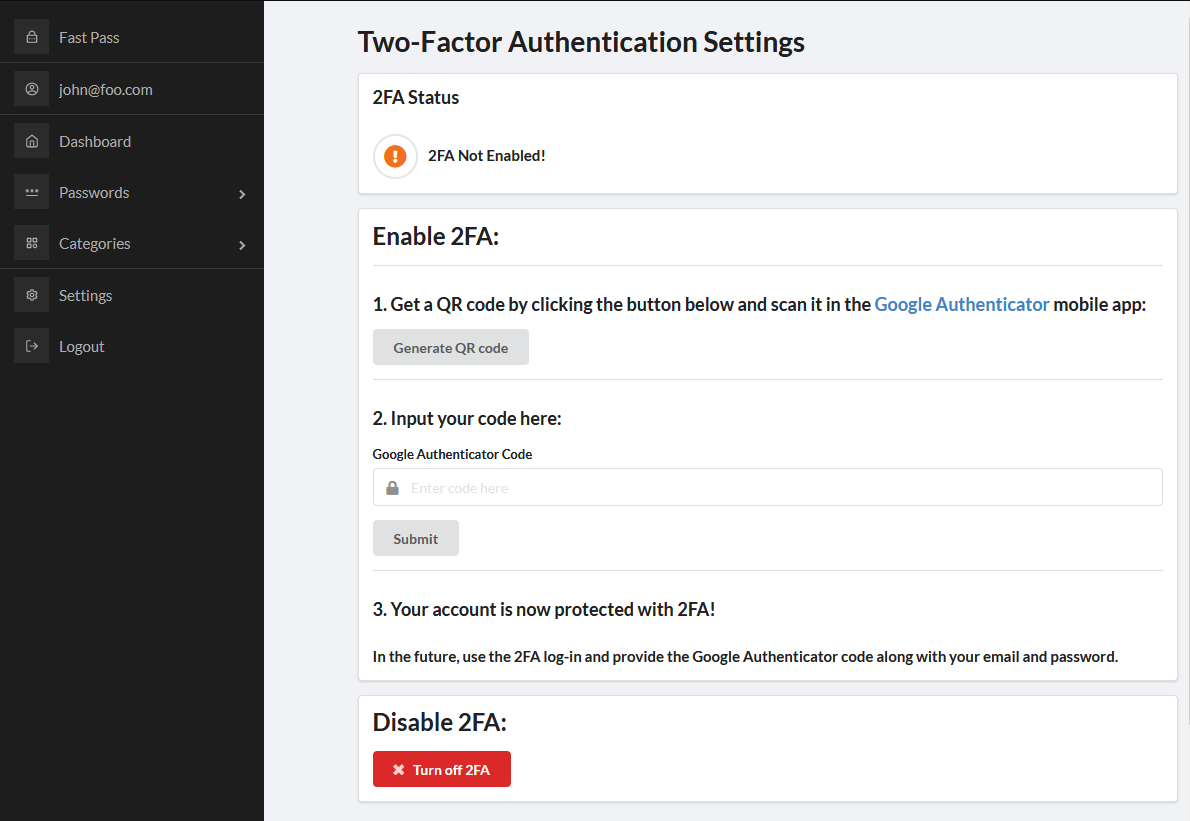 Fast Pass
john@foo.com
Dashboard
Passwords
Categories
Settings
Logout
Two-Factor Authentication Settings
2FA Status
2FA Not Enabled!
Enable 2FA:
1. Get a QR code by clicking the button below and scan it in the Google Authenticator mobile app:
Generate QR code
2. Input your code here:
Google Authenticator Code
Enter code here
Submit
3. Your account is now protected with 2FA!
In the future, use the 2FA log-in and provide the Google Authenticator code along with your email and password.
Disable 2FA:
Turn off 2FA